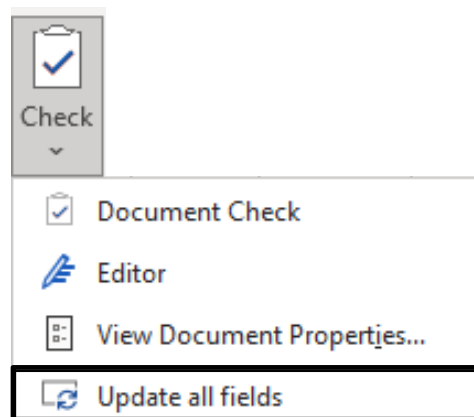 Check
Document Check
Editor
View Document Properties...
Update all fields